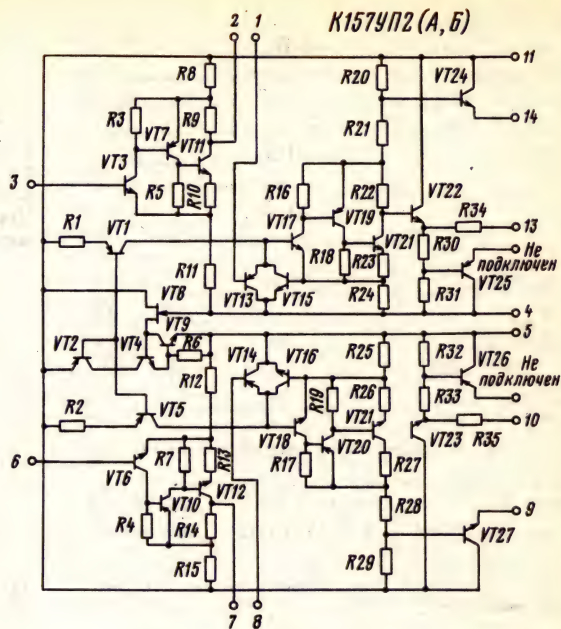 К157УП2 (А, Б)
2 1
R8
R20
VT24
11
14
R3
R9
VT7
VT11
R21
3
VT3
R5
R10
R16
R22
VT22
R34
13
VT17
VT19
R1
VT1
R18
VT21
R30
R23
Не подключен
R11
VT13
VT15
R24
R31
VT25
VT8
4
VT9
5
VT2
VT4
R6
VT14
VT16
R25
R32
VT26
R12
Не подключен
R19
R26
R33
R2
VT5
VT21
10
VT18
VT20
VT23
R35
6
R7
R13
R17
R27
VT6
VT12
VT10
R28
9
R4
R14
VT27
R29
R15
7 8